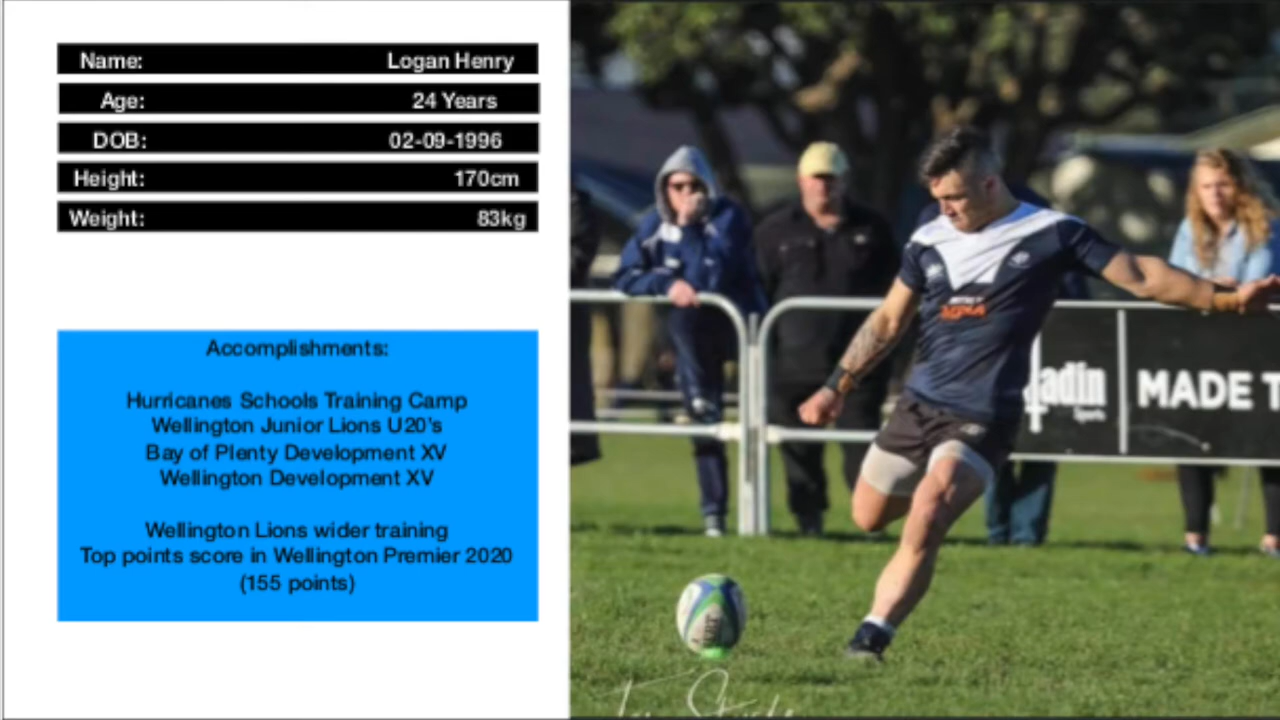 Name: Logan Henry
Age: 24 Years
DOB: 02-09-1996
Height: 170cm
Weight: 83kg
Accomplishments:
Hurricanes Schools Training Camp
Wellington Junior Lions U20's
Bay of Plenty Development XV
Wellington Development XV
Wellington Lions wider training
Top points score in Wellington Premier 2020
(155 points)
MADE T